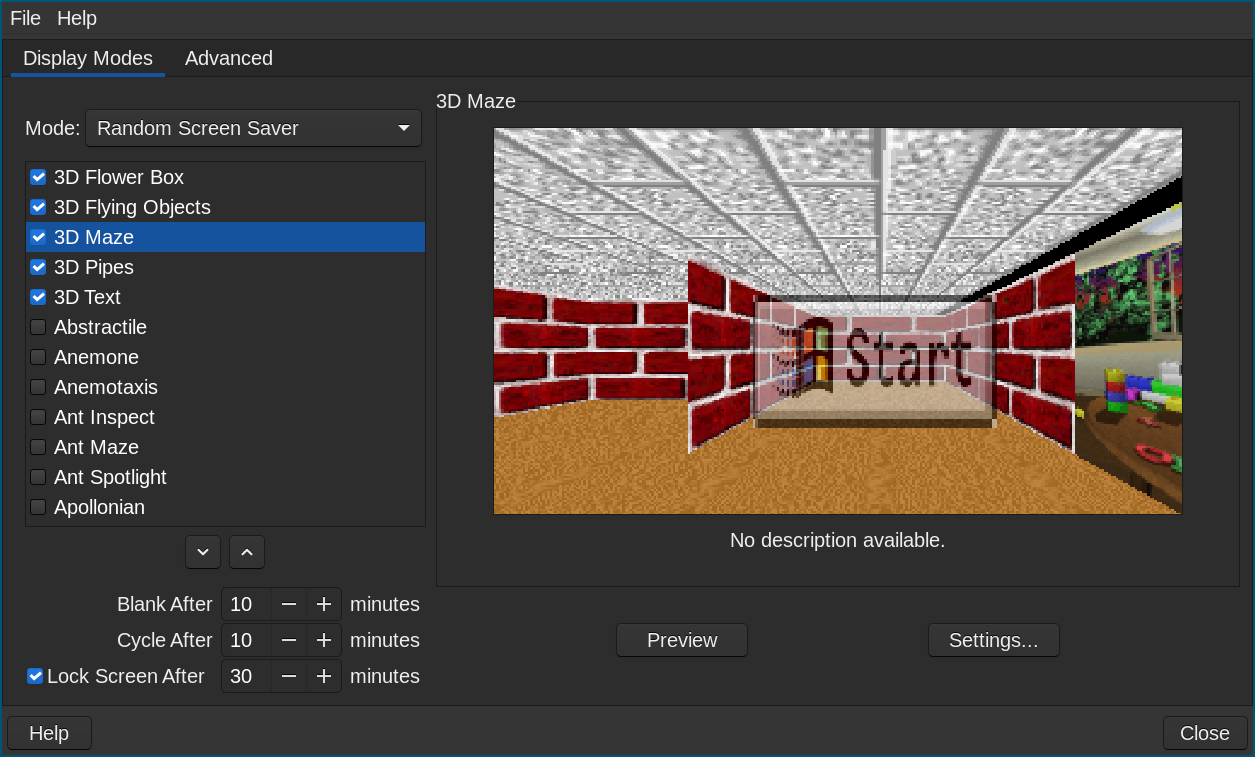 File Help
Display Modes Advanced
3D Maze
Mode: Random Screen Saver
3D Flower Box
3D Flying Objects
3D Maze
3D Pipes
3D Text
Abstractile
Anemone
Anemotaxis
Ant Inspect
Ant Maze
Ant Spotlight
Apollonian
Start
No description available.
Blank After 10 minutes
Cycle After 10 minutes
Lock Screen After 30 minutes
Preview Settings...
Help Close